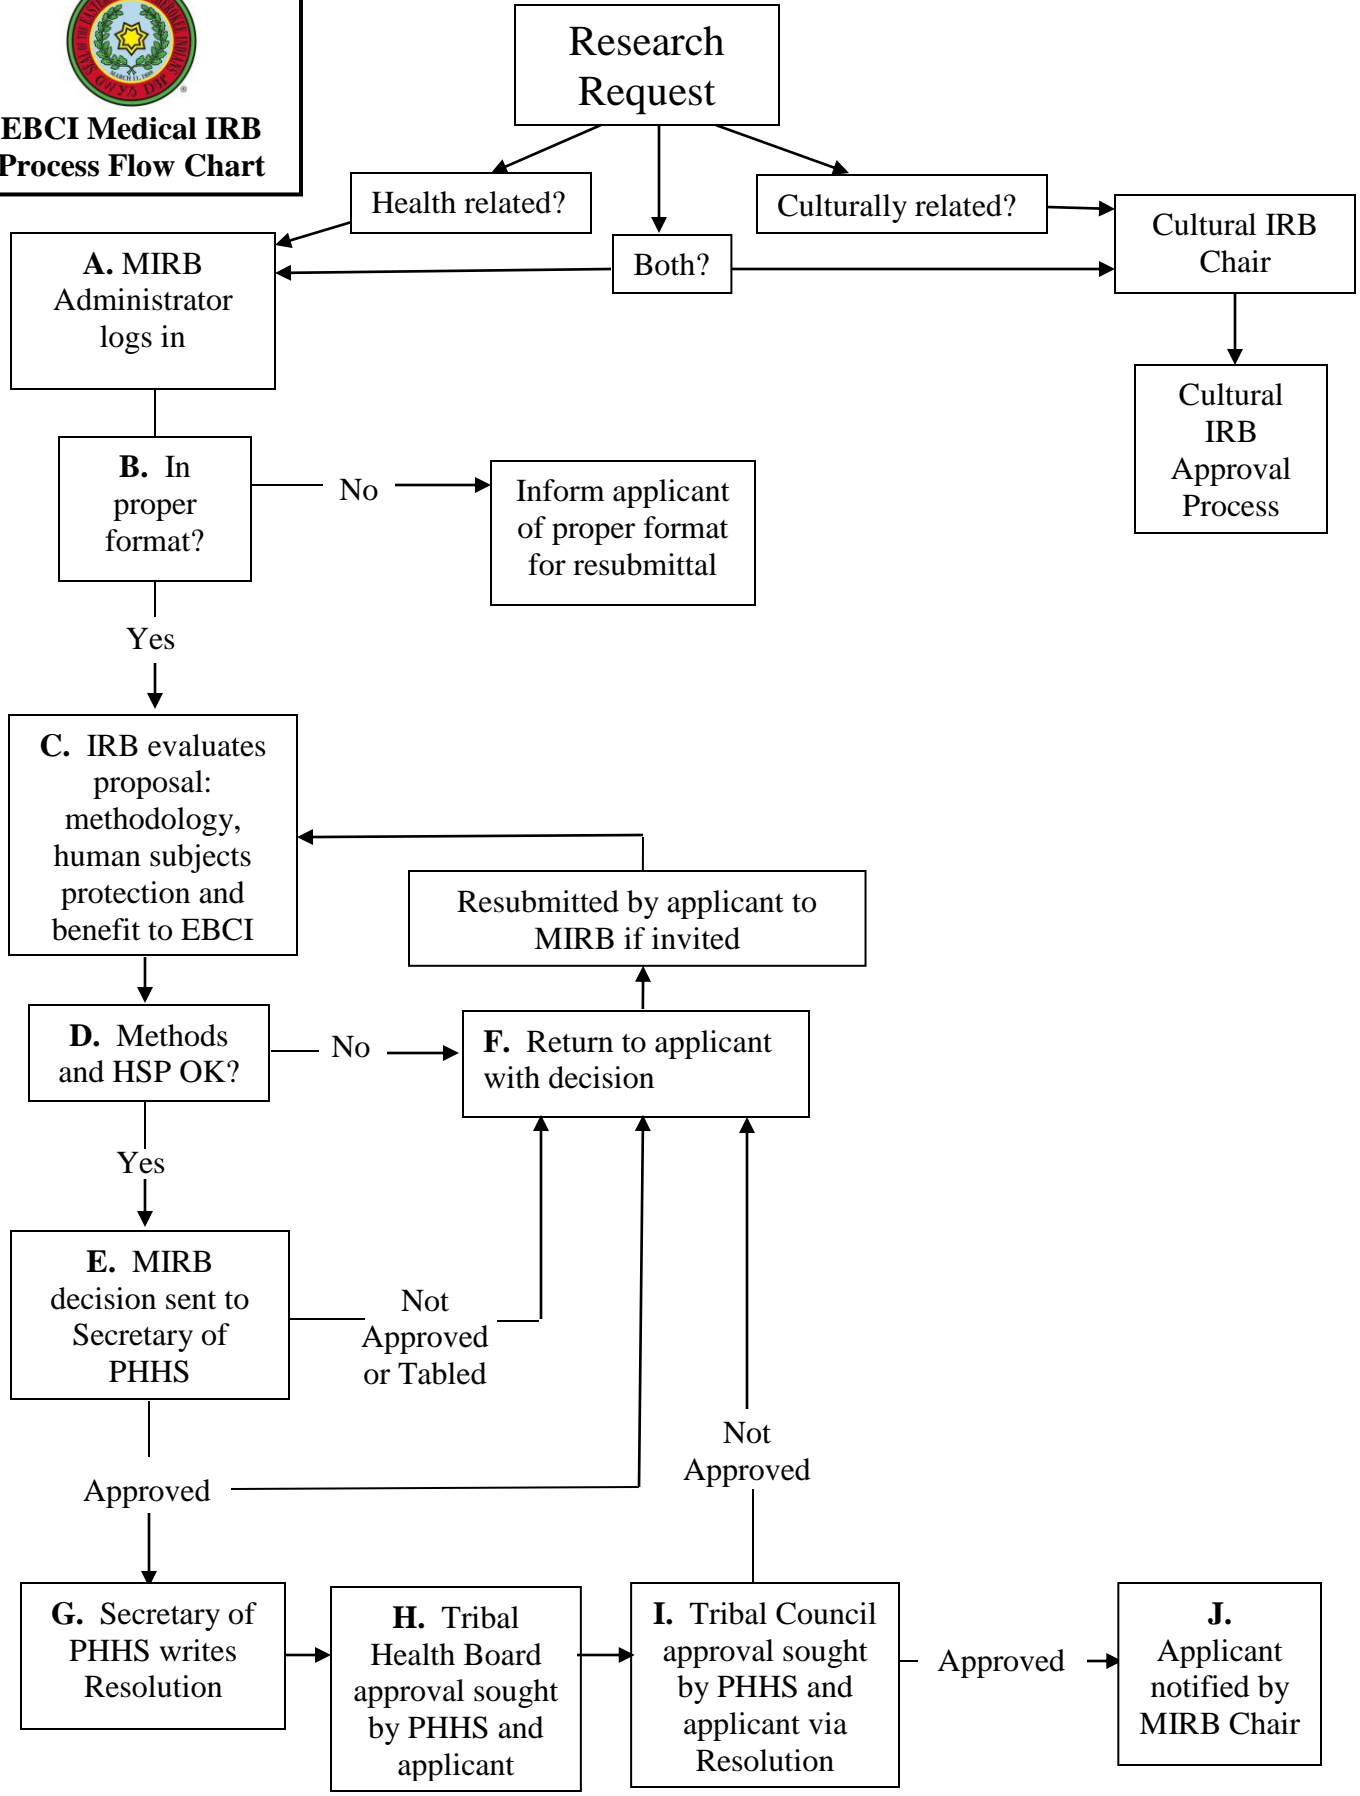 MARCH 11, 1889
EBCI Medical IRB
Process Flow Chart
Research
Request
Health related?
Culturally related?
Both?
Cultural IRB
Chair
A. MIRB
Administrator
logs in
Cultural
IRB
Approval
Process
B. In
proper
format?
No
Inform applicant
of proper format
for resubmittal
Yes
C. IRB evaluates
proposal:
methodology,
human subjects
protection and
benefit to EBCI
Resubmitted by applicant to
MIRB if invited
D. Methods
and HSP OK?
No
F. Return to applicant
with decision
Yes
E. MIRB
decision sent to
Secretary of
PHHS
Not
Approved
or Tabled
Not
Approved
Approved
G. Secretary of
PHHS writes
Resolution
H. Tribal
Health Board
approval sought
by PHHS and
applicant
I. Tribal Council
approval sought
by PHHS and
applicant via
Resolution
Approved
J.
Applicant
notified by
MIRB Chair